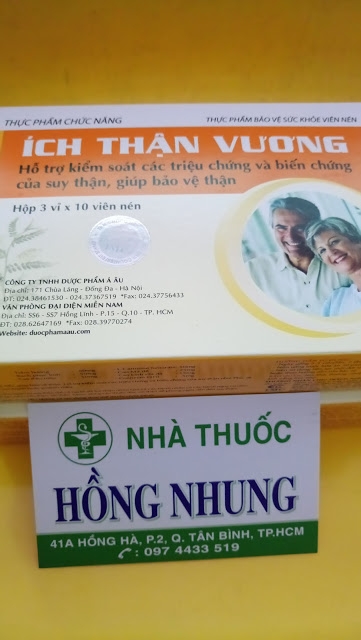 THỰC PHẨM CHỨC NĂNG
THỰC PHẨM BẢO VỆ SỨC KHỎE VIÊN NÉN
ÍCH THẬN VƯƠNG
Hỗ trợ kiểm soát các triệu chứng và biến chứng
của suy thận, giúp bảo vệ thận
Hộp 3 vỉ x 10 viên nén
CÔNG TY TNHH DƯỢC PHẨM Á ÂU
Địa chỉ: 171 Chùa Láng - Đống Đa - Hà Nội
ĐT: 024.38461530 - 024.37367519 *Fax: 024.37756433
VĂN PHÒNG ĐẠI DIỆN MIỀN NAM
Địa chỉ: SS6 - SS7 Hồng Lĩnh - P.15 - Q.10 - TP. HCM
ĐT: 028.62647169 *Fax: 028.39770274
Website: duocphamaau.com
NHÀ THUỐC
HỒNG NHUNG
41A HỒNG HÀ, P.2, Q. TÂN BÌNH, TP.HCM
: 097 4433 519